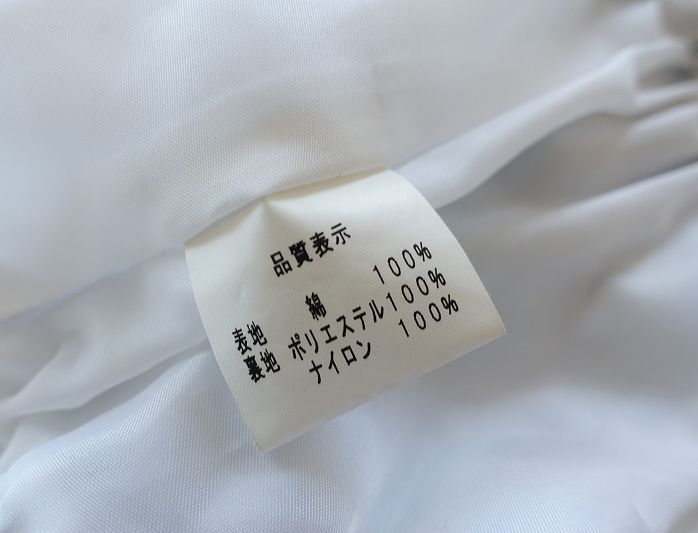 品質表示
表地 綿 100%
裏地 ポリエステル100%
ナイロン 100%